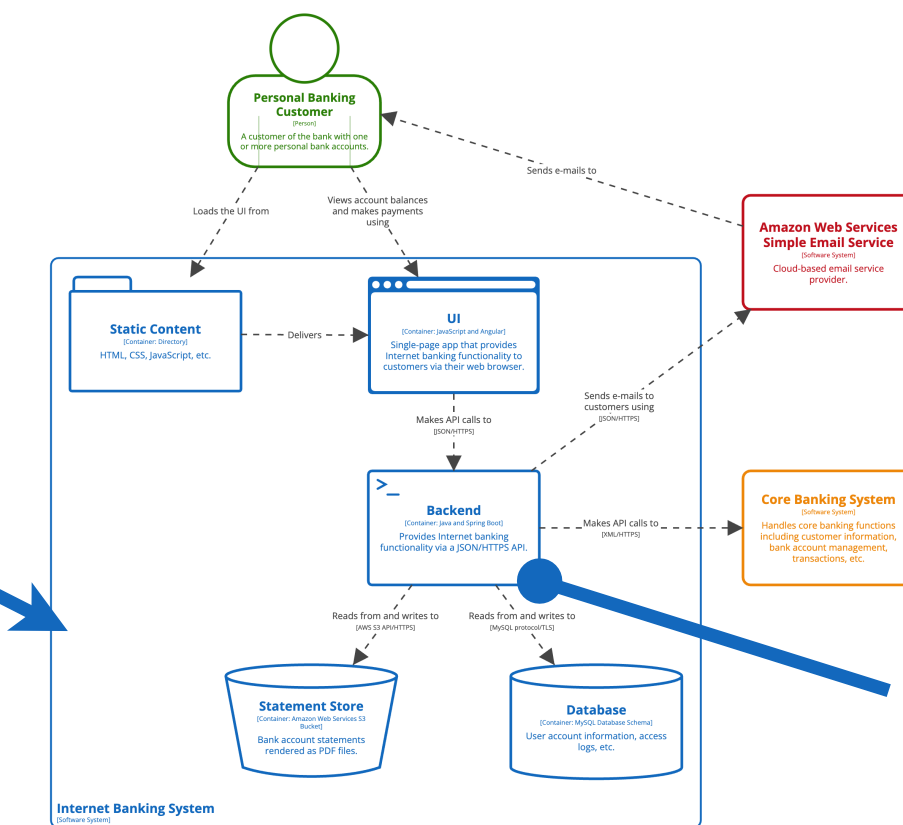 Personal Banking
Customer
[Person]
A customer of the bank with one
or more personal bank accounts.
Sends e-mails to
Loads the UI from
Views account balances
and makes payments
using
Amazon Web Services
Simple Email Service
[Software System]
Cloud-based email service
provider.
Static Content
[Container: Directory]
HTML, CSS, JavaScript, etc.
Delivers
UI
[Container: JavaScript and Angular]
Single-page app that provides
Internet banking functionality to
customers via their web browser.
Makes API calls to
[JSON/HTTPS]
Sends e-mails to
customers using
[JSON/HTTPS]
>_
Backend
[Container: Java and Spring Boot]
Provides Internet banking
functionality via a JSON/HTTPS API.
Makes API calls to
[XML/HTTPS]
Core Banking System
[Software System]
Handles core banking functions
including customer information,
bank account management,
transactions, etc.
Reads from and writes to
[AWS S3 API/HTTPS]
Reads from and writes to
[MySQL protocol/TLS]
Statement Store
[Container: Amazon Web Services S3
Bucket]
Bank account statements
rendered as PDF files.
Database
[Container: MySQL Database Schema]
User account information, access
logs, etc.
Internet Banking System
[Software System]